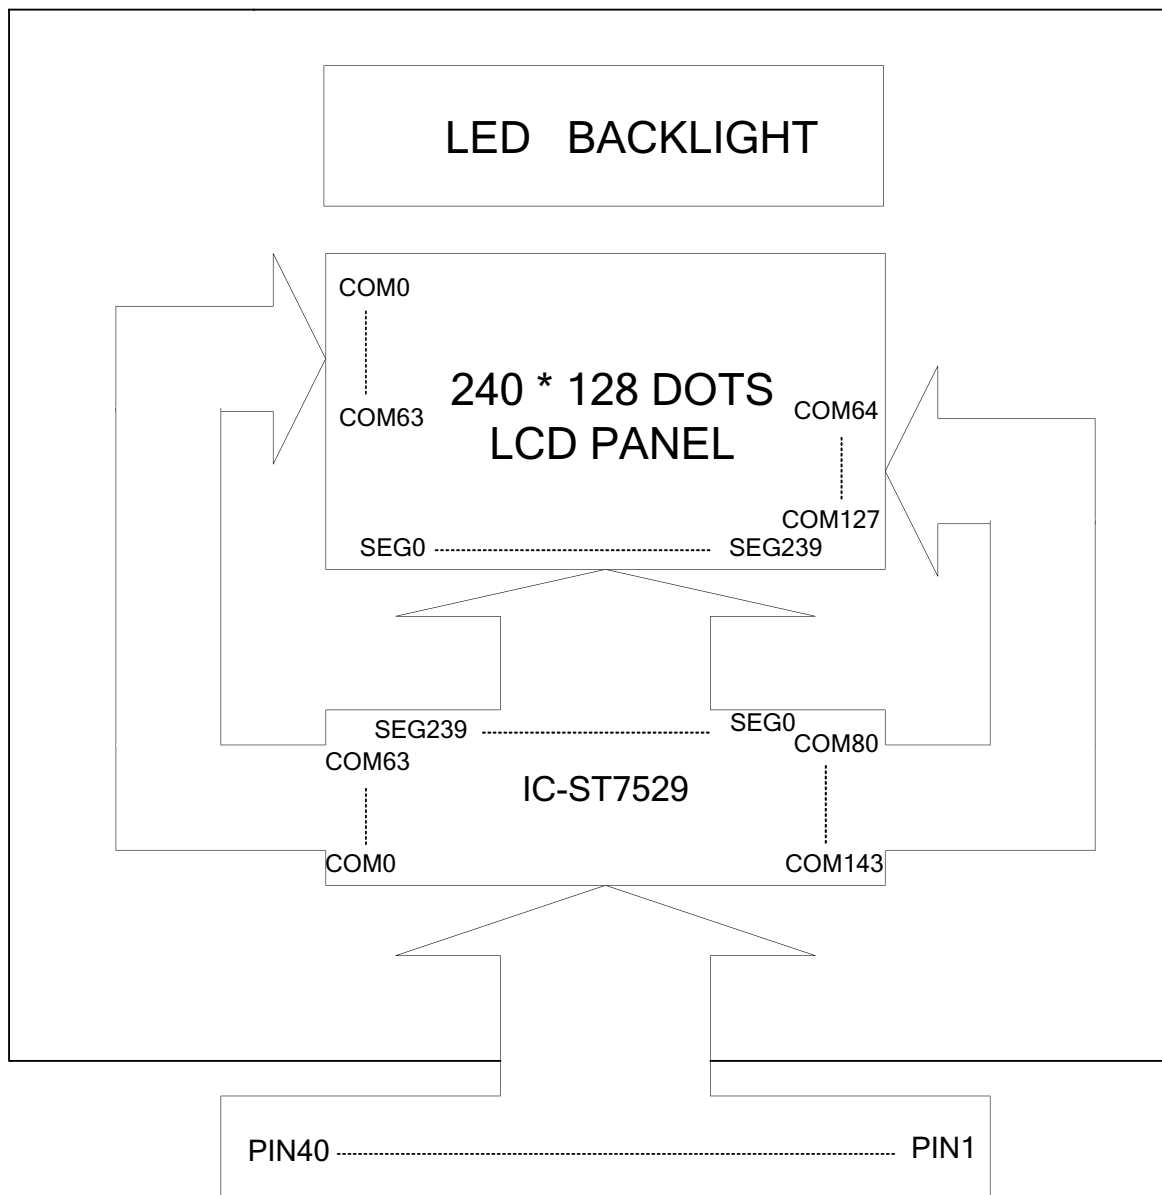 LED BACKLIGHT
COM0
COM63
240 * 128 DOTS
LCD PANEL
COM64
COM127
SEG0 SEG239
SEG239 SEG0
COM63 COM80
IC-ST7529
COM0 COM143
PIN40 PIN1